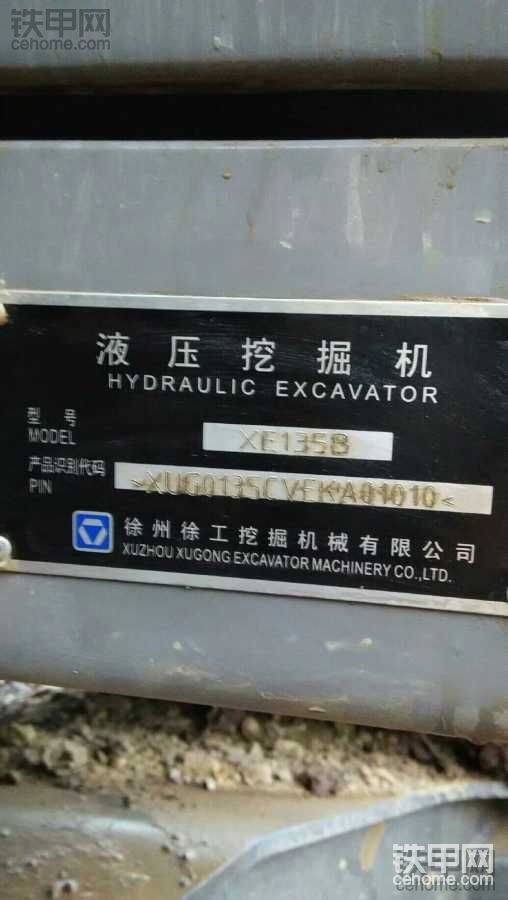 铁甲网
cehome.com
液压挖掘机
HYDRAULIC EXCAVATOR
型号
MODEL
XE135B
产品识别代码
PIN
徐州徐工挖掘机械有限公司
XUZHOU XUGONG EXCAVATOR MACHINERY CO.,LTD.
铁甲网
cehome.com